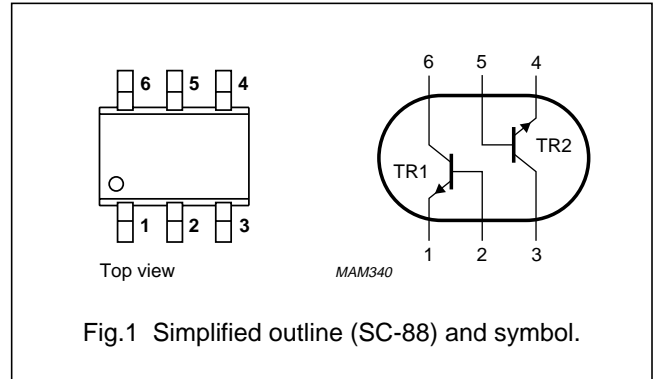 6 5 4
1 2 3
Top view
6 5 4
TR1
TR2
1 2 3
MAM340
Fig.1 Simplified outline (SC-88) and symbol.